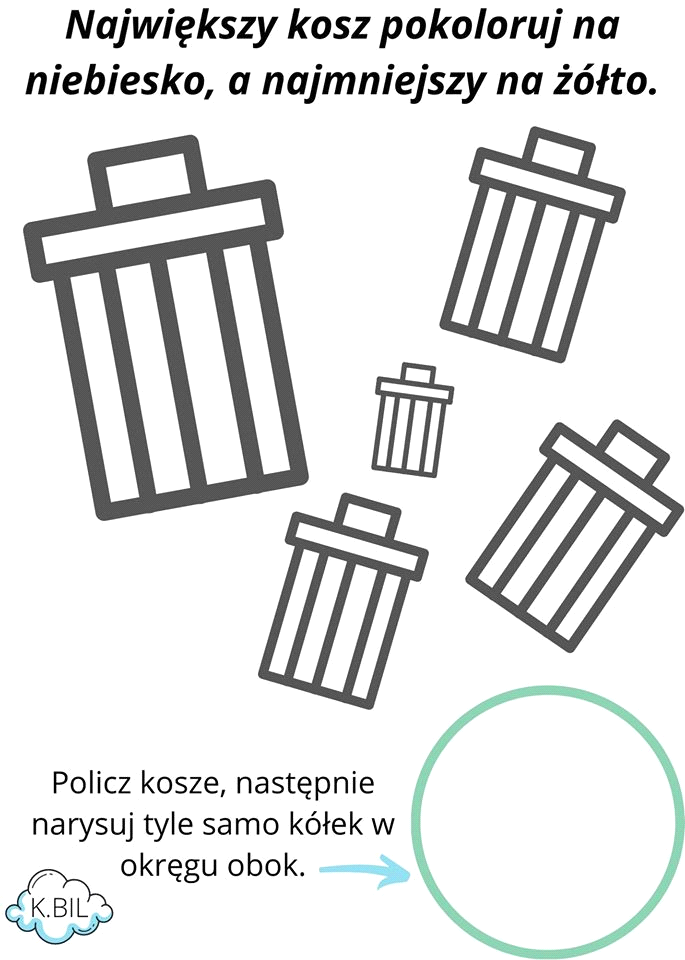 Największy kosz pokoloruj na
niebiesko, a najmniejszy na żółto.
Policz kosze, następnie
narysuj tyle samo kółek w
okręgu obok.
K.BIL